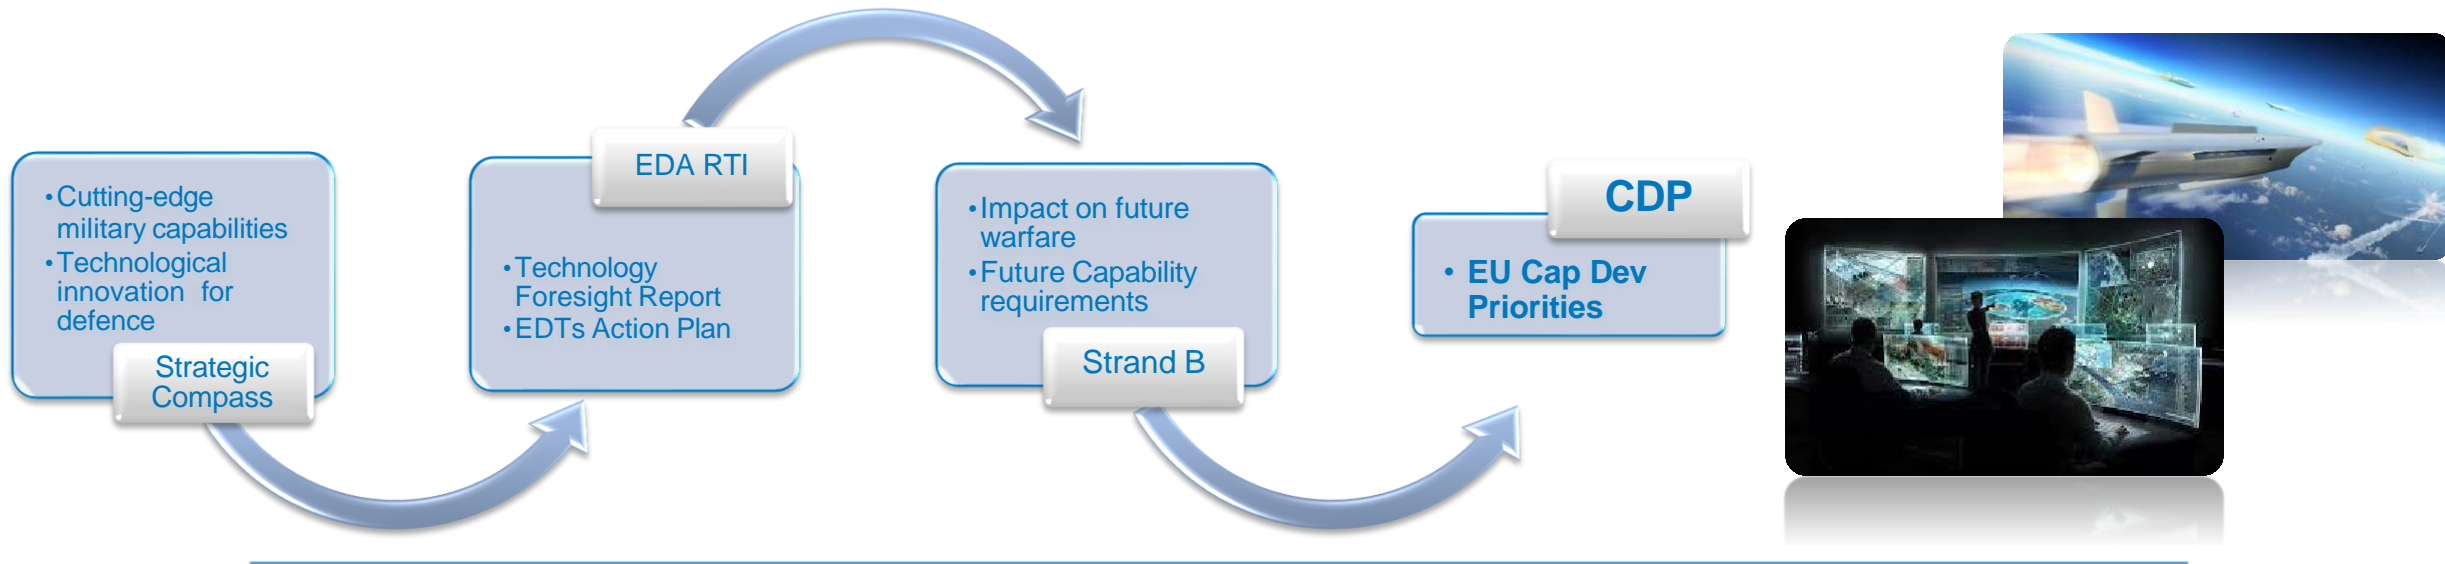 • Cutting-edge
military capabilities
• Technological
innovation for
defence
Strategic
Compass
EDA RTI
• Technology
Foresight Report
• EDTs Action Plan
• Impact on future
warfare
• Future Capability
requirements
Strand B
CDP
• EU Cap Dev
Priorities